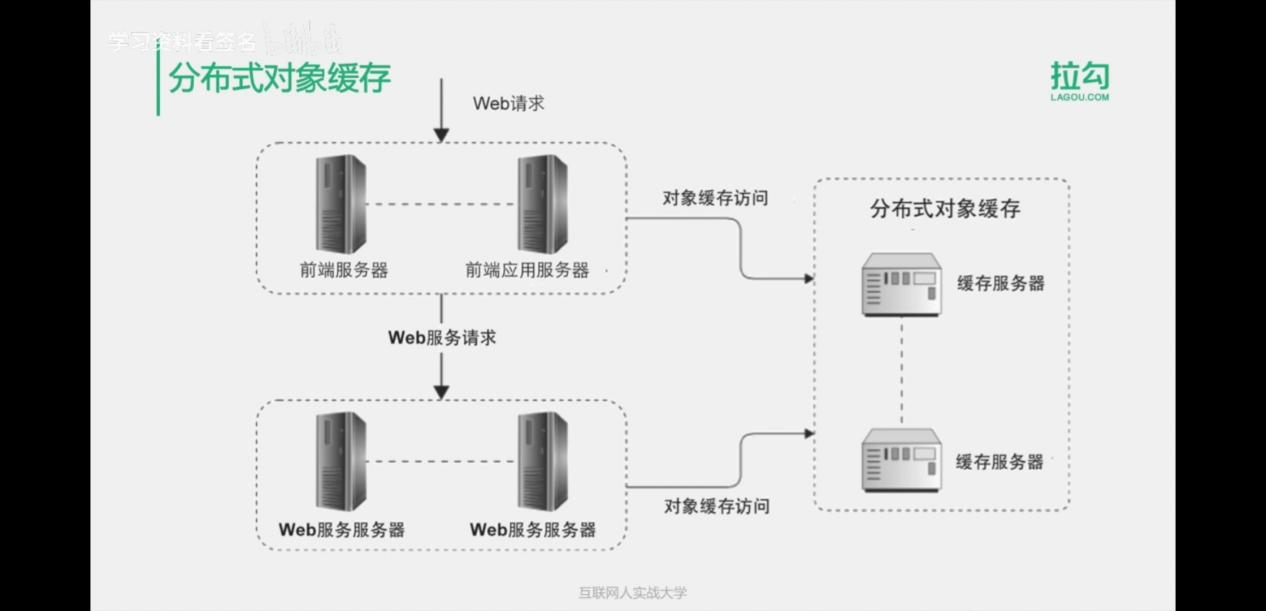 学习资料看签名
分布式对象缓存
拉勾
LAGOU.COM
Web请求
前端服务器
前端应用服务器
对象缓存访问
分布式对象缓存
缓存服务器
Web服务请求
缓存服务器
对象缓存访问
Web服务服务器
Web服务服务器
互联网人实战大学